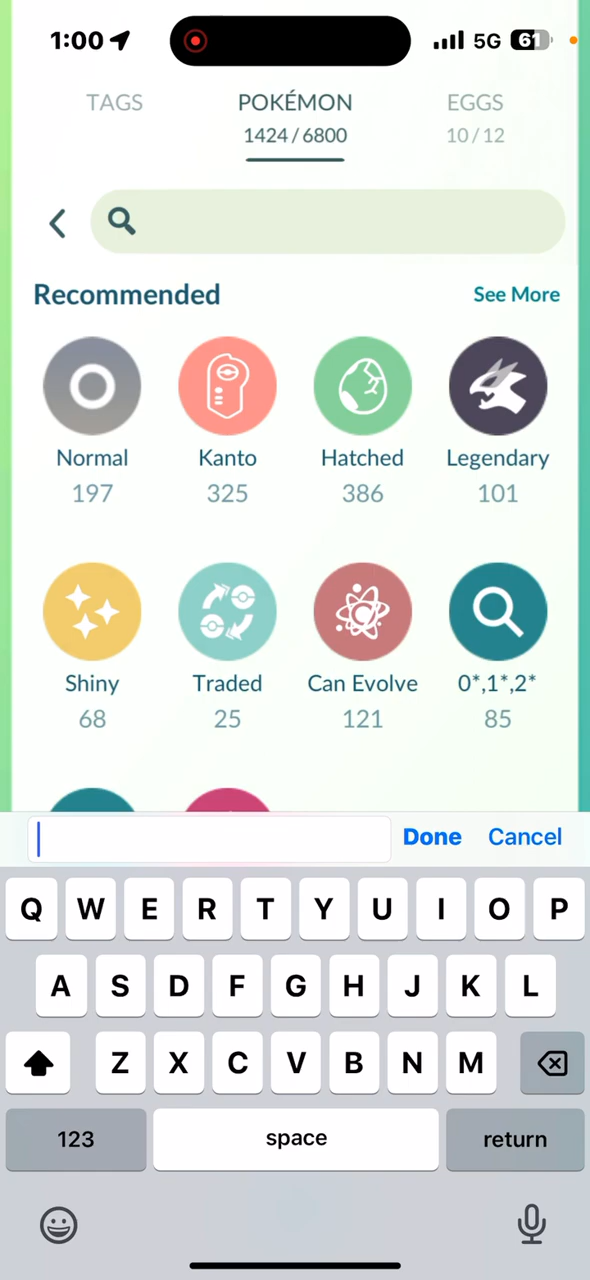 1:00 5G 61
TAGS POKÉMON EGGS
1424 / 6800 10 / 12
Recommended See More
Normal Kanto Hatched Legendary
197 325 386 101
Shiny Traded Can Evolve 0*,1*,2*
68 25 121 85
Done Cancel
Q W E R T Y U I O P
A S D F G H J K L
Z X C V B N M
123 space return